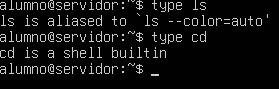 alumno@servidor:~$ type ls
ls is aliased to `ls --color=auto'
alumno@servidor:~$ type cd
cd is a shell builtin
alumno@servidor:~$ _